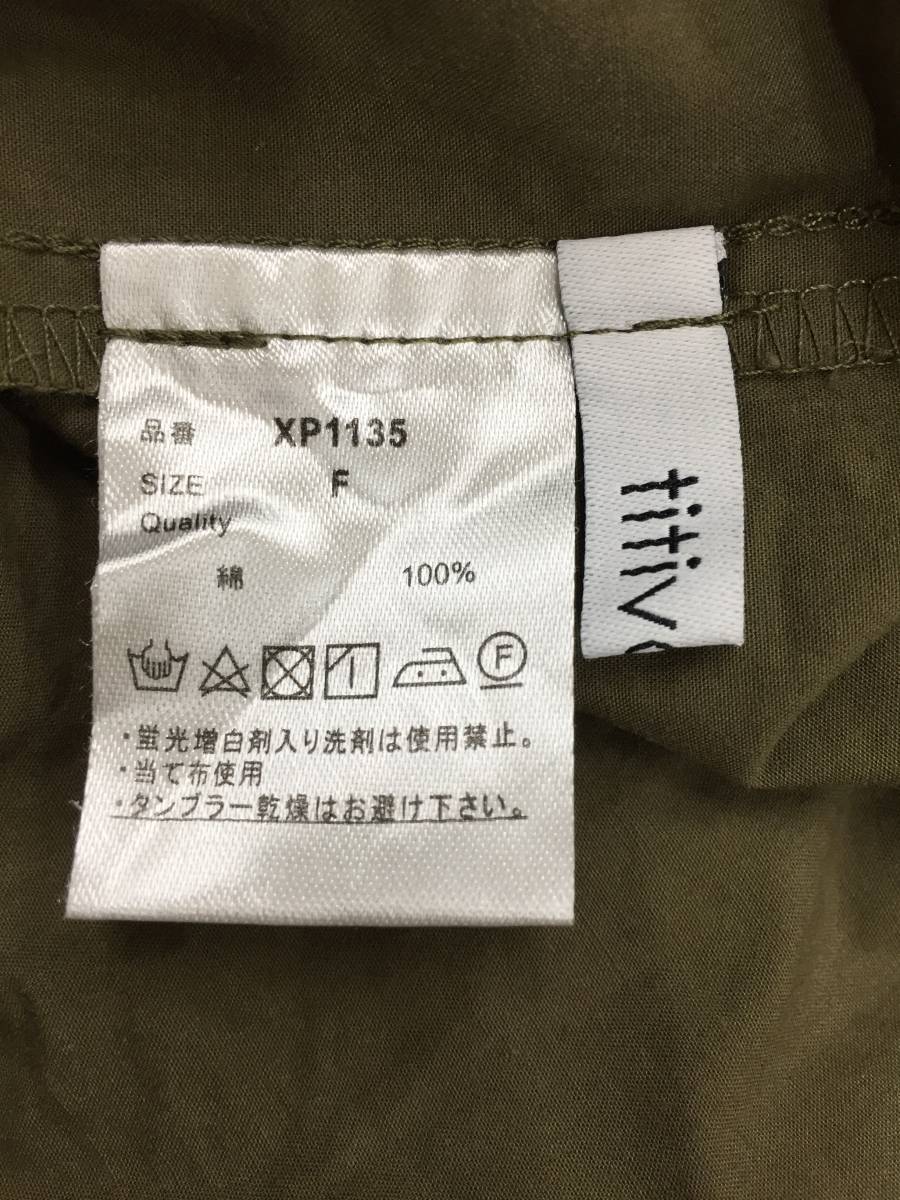 品番 XP1135
SIZE F
Quality
綿 100%
F
・蛍光増白剤入り洗剤は使用禁止。
・当て布使用
・タンブラー乾燥はお避け下さい。
titiv